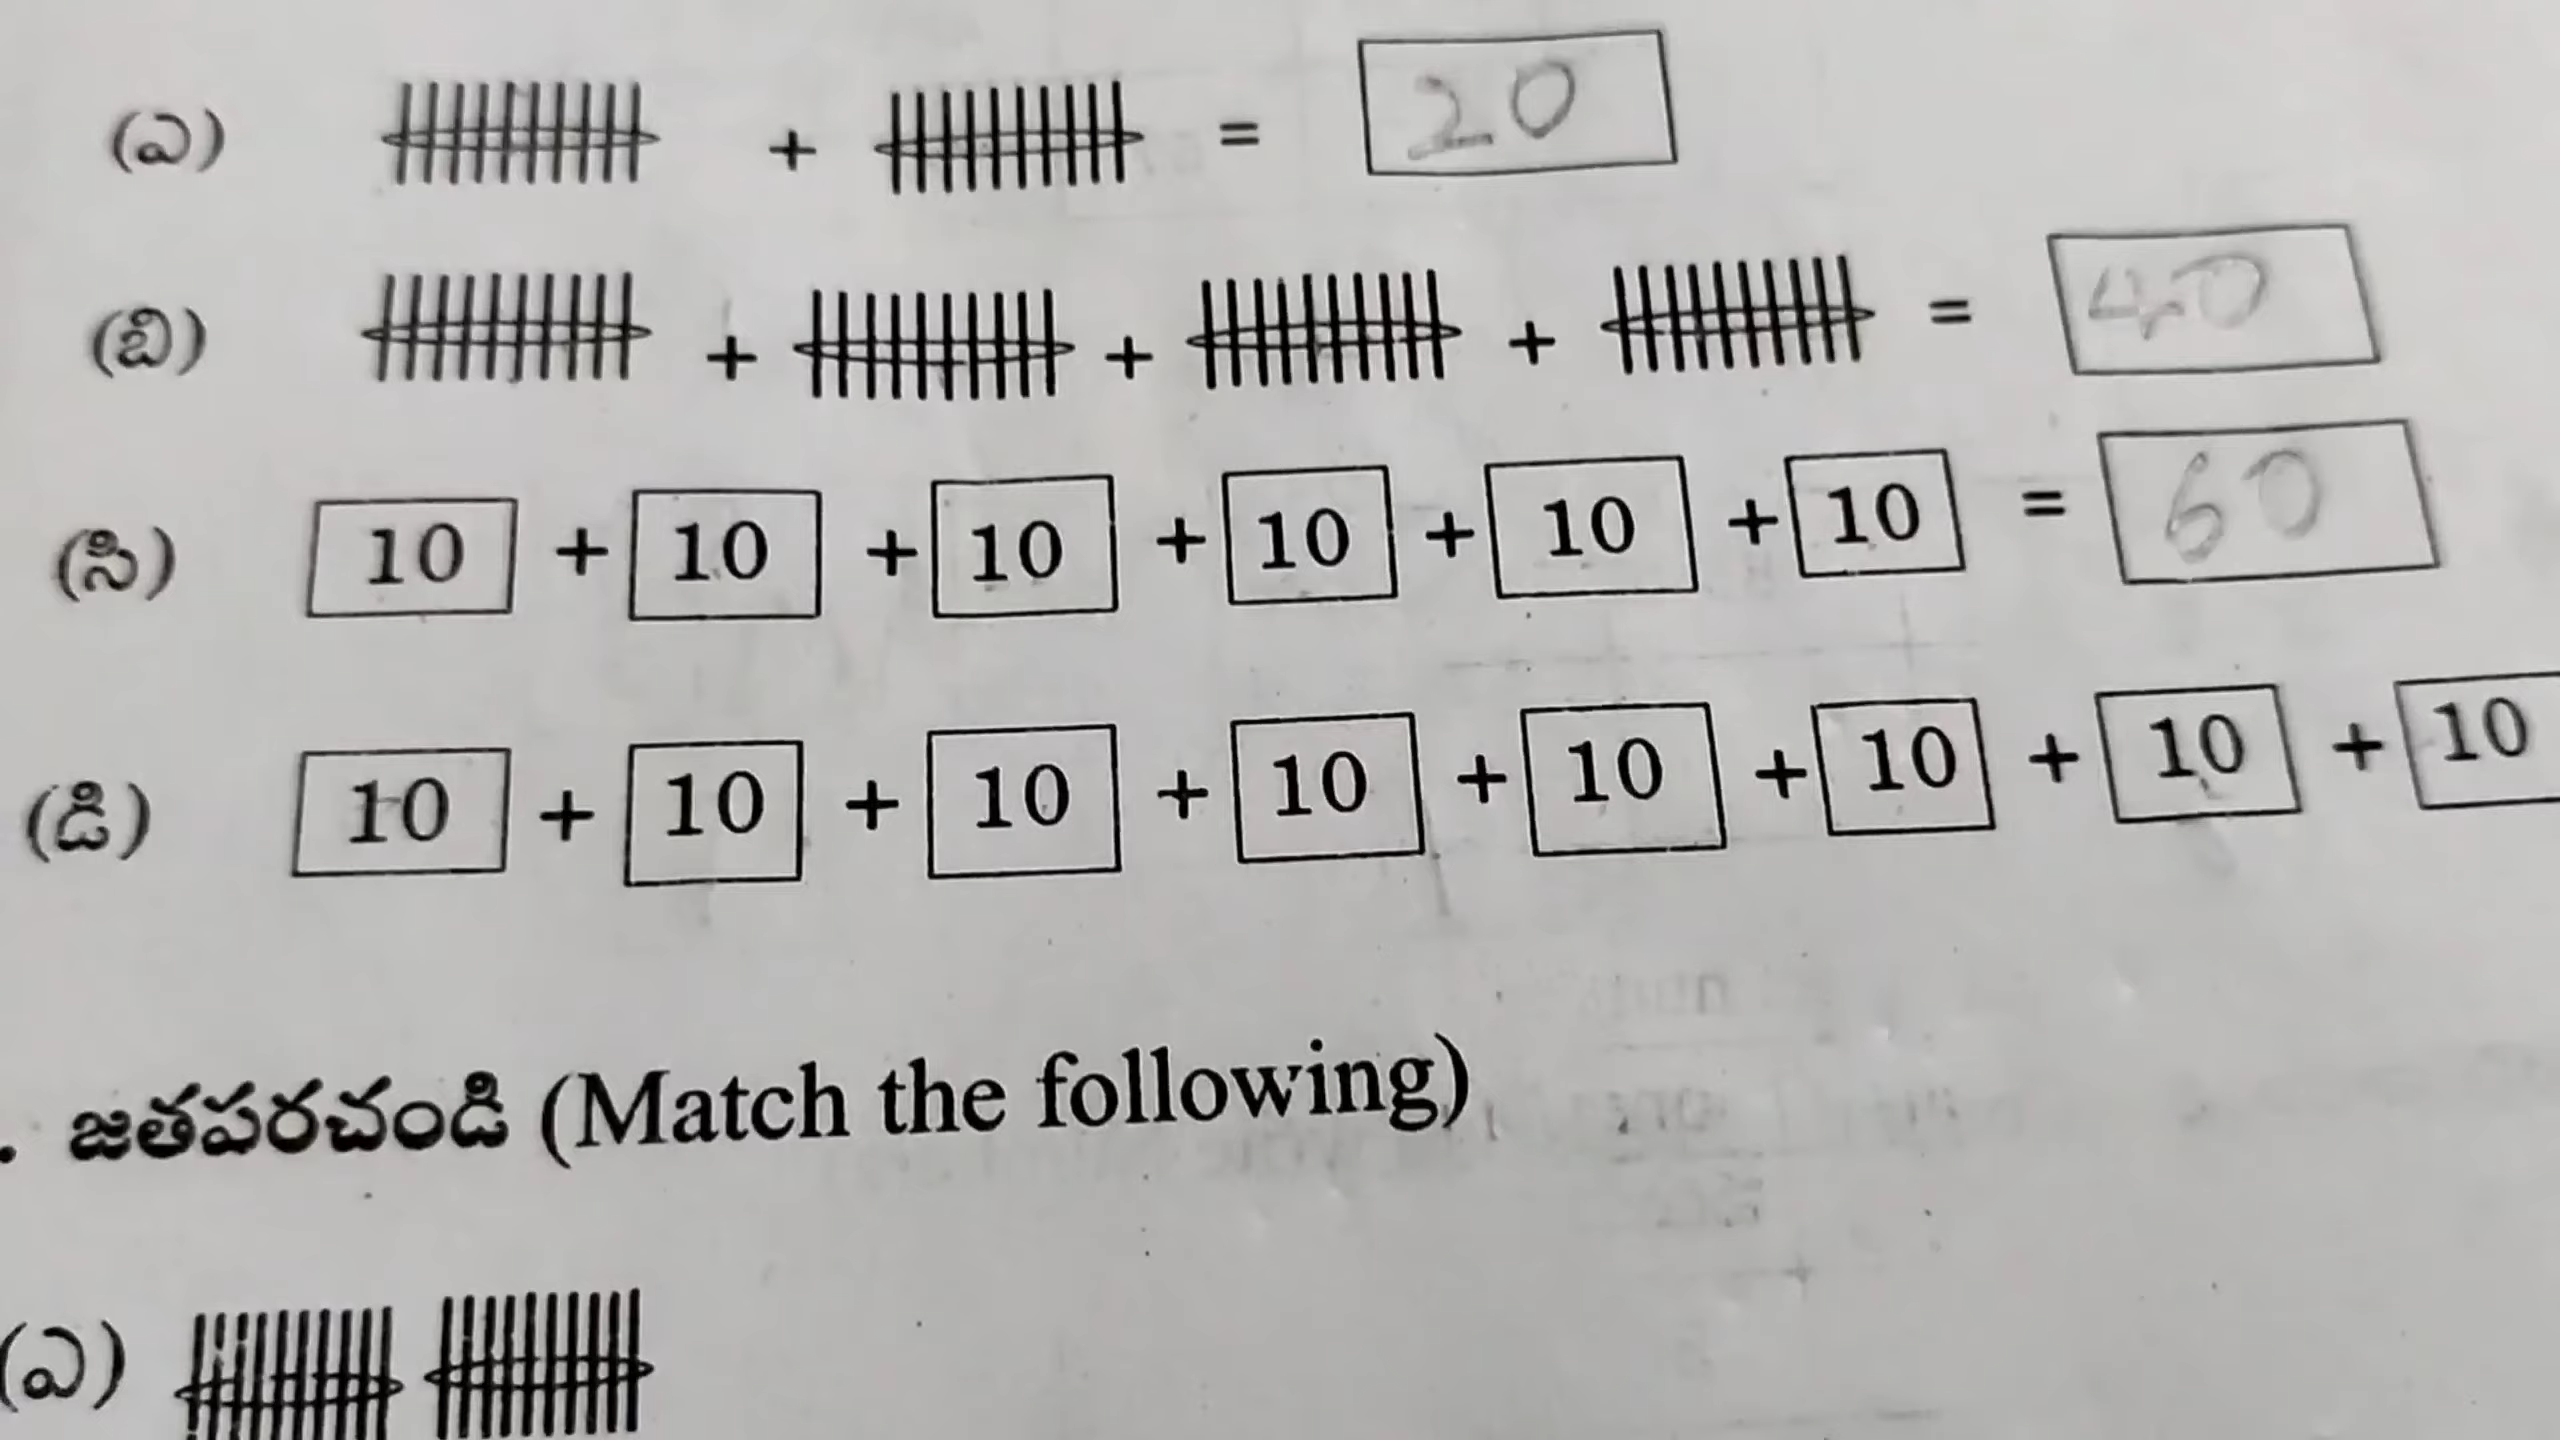 (ఎ) + = 20
(బి) + + + = 40
(సి) 10 + 10 + 10 + 10 + 10 + 10 = 60
(డి) 10 + 10 + 10 + 10 + 10 + 10 + 10 + 10
. జతపరచండి (Match the following)
(ఎ)